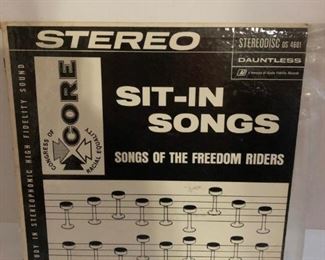 STEREO
STEREODISC DS 4601
DAUNTLESS
SIT-IN
SONGS
SONGS OF THE FREEDOM RIDERS
CORE
CONGRESS OF
RACIAL EQUALITY
IN STEREOPHONIC HIGH FIDELITY SOUND